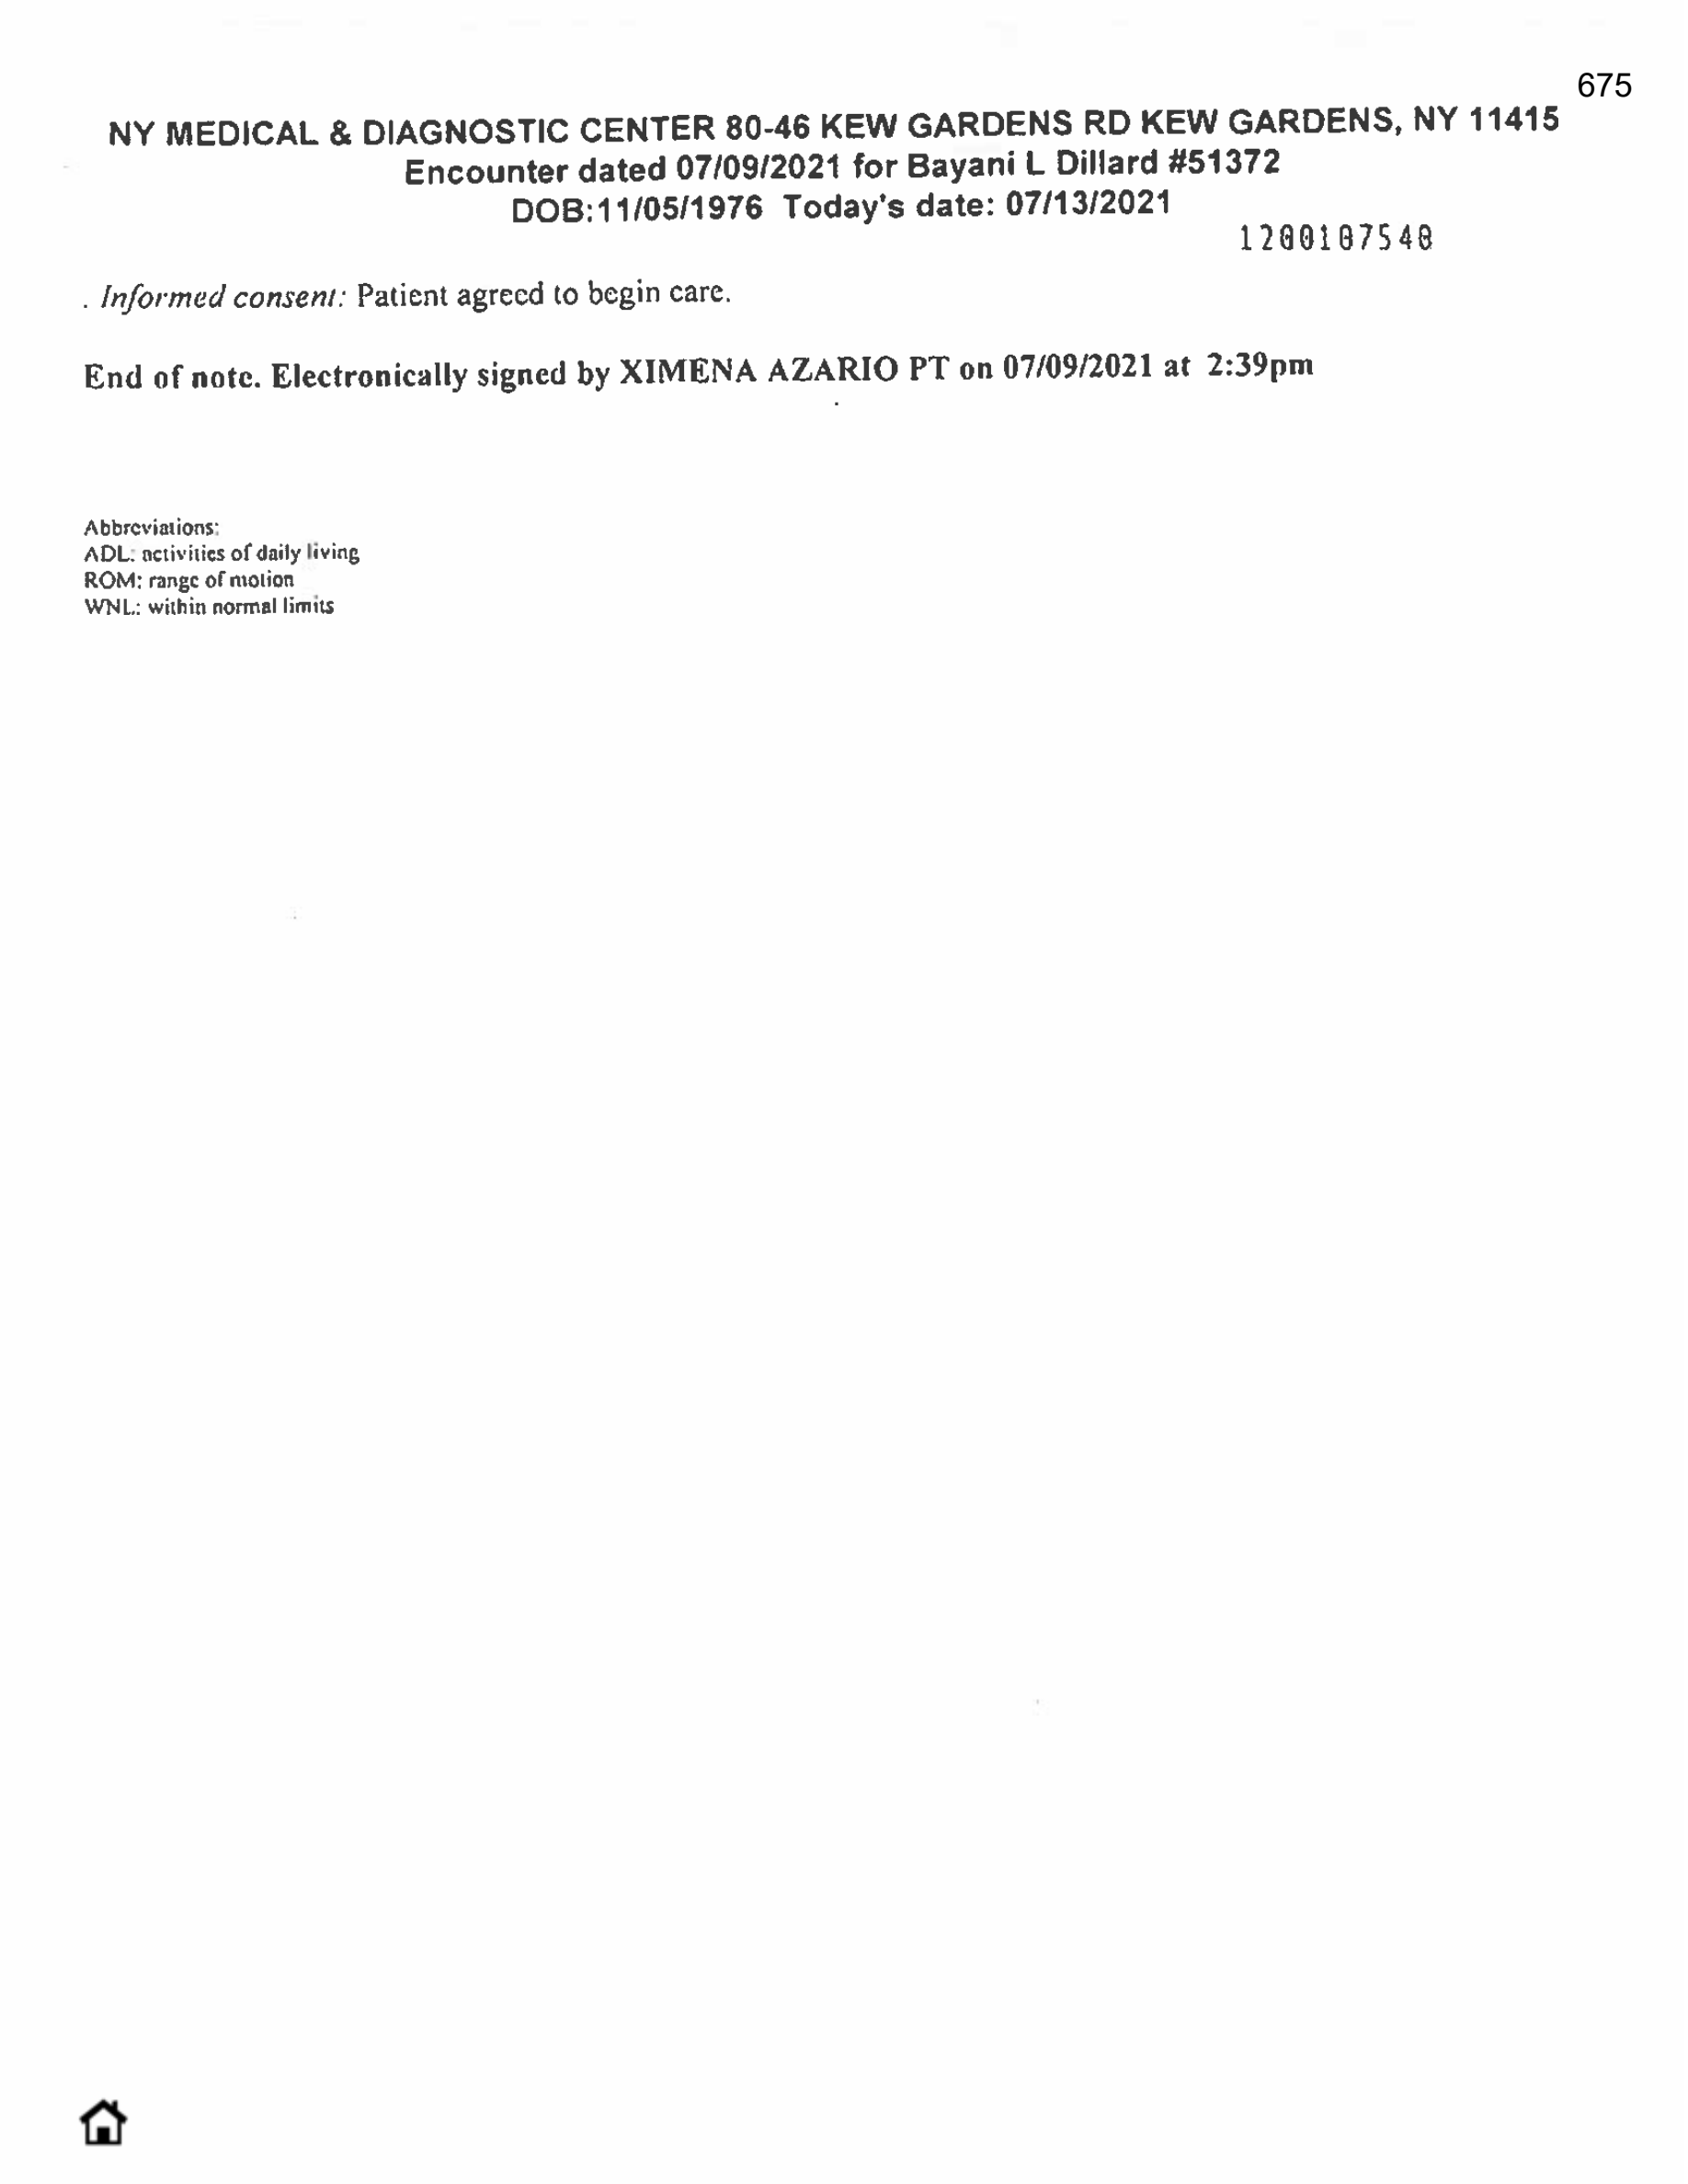 675
NY MEDICAL & DIAGNOSTIC CENTER 80-46 KEW GARDENS RD KEW GARDENS, NY 11415
Encounter dated 07/09/2021 for Bayani L Dillard #51372
DOB:11/05/1976 Today's date: 07/13/2021
1200107540
. Informed consent: Patient agreed to begin care.
End of note. Electronically signed by XIMENA AZARIO PT on 07/09/2021 at 2:39pm
Abbreviations:
ADL: activities of daily living
ROM: range of motion
WNL: within normal limits